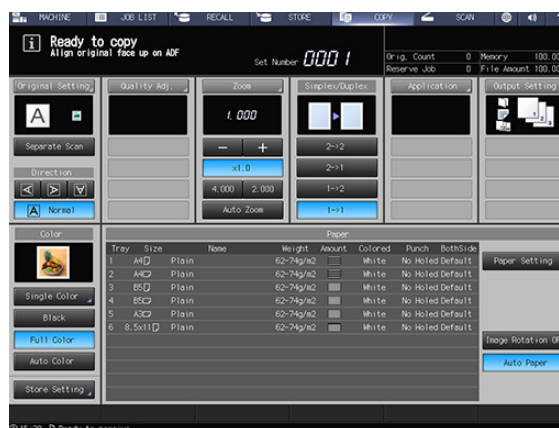 MACHINE JOB LIST RECALL STORE COPY SCAN
Ready to copy
Align original face up on ADF
Set Number 0001
Orig. Count 0 Memory 100.00
Reserve Job 0 File Amount 100.00
Original Setting Quality Adj. Zoom Simplex/Duplex Application Output Setting
A 1.000
Separate Scan - + 2->2
Direction x1.0 2->1
4.000 2.000 1->2
A Normal Auto Zoom 1->1
Color Paper
Tray Size Name Weight Amount Colored Punch BothSide
1 A4 Plain 62-74g/m2 White No Holed Default
2 A4 Plain 62-74g/m2 White No Holed Default
3 B5 Plain 62-74g/m2 White No Holed Default
4 B5 Plain 62-74g/m2 White No Holed Default
5 A3 Plain 62-74g/m2 White No Holed Default
6 8.5x11 Plain 62-74g/m2 White No Holed Default
Paper Setting
Single Color
Black
Full Color
Image Rotation
Auto Color
Auto Paper
Store Setting